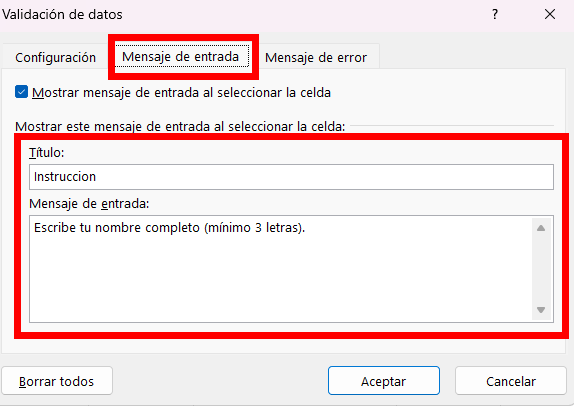 Validación de datos
? ×
Configuración Mensaje de entrada Mensaje de error
Mostrar mensaje de entrada al seleccionar la celda
Mostrar este mensaje de entrada al seleccionar la celda:
Título:
Instruccion
Mensaje de entrada:
Escribe tu nombre completo (mínimo 3 letras).
Borrar todos Aceptar Cancelar